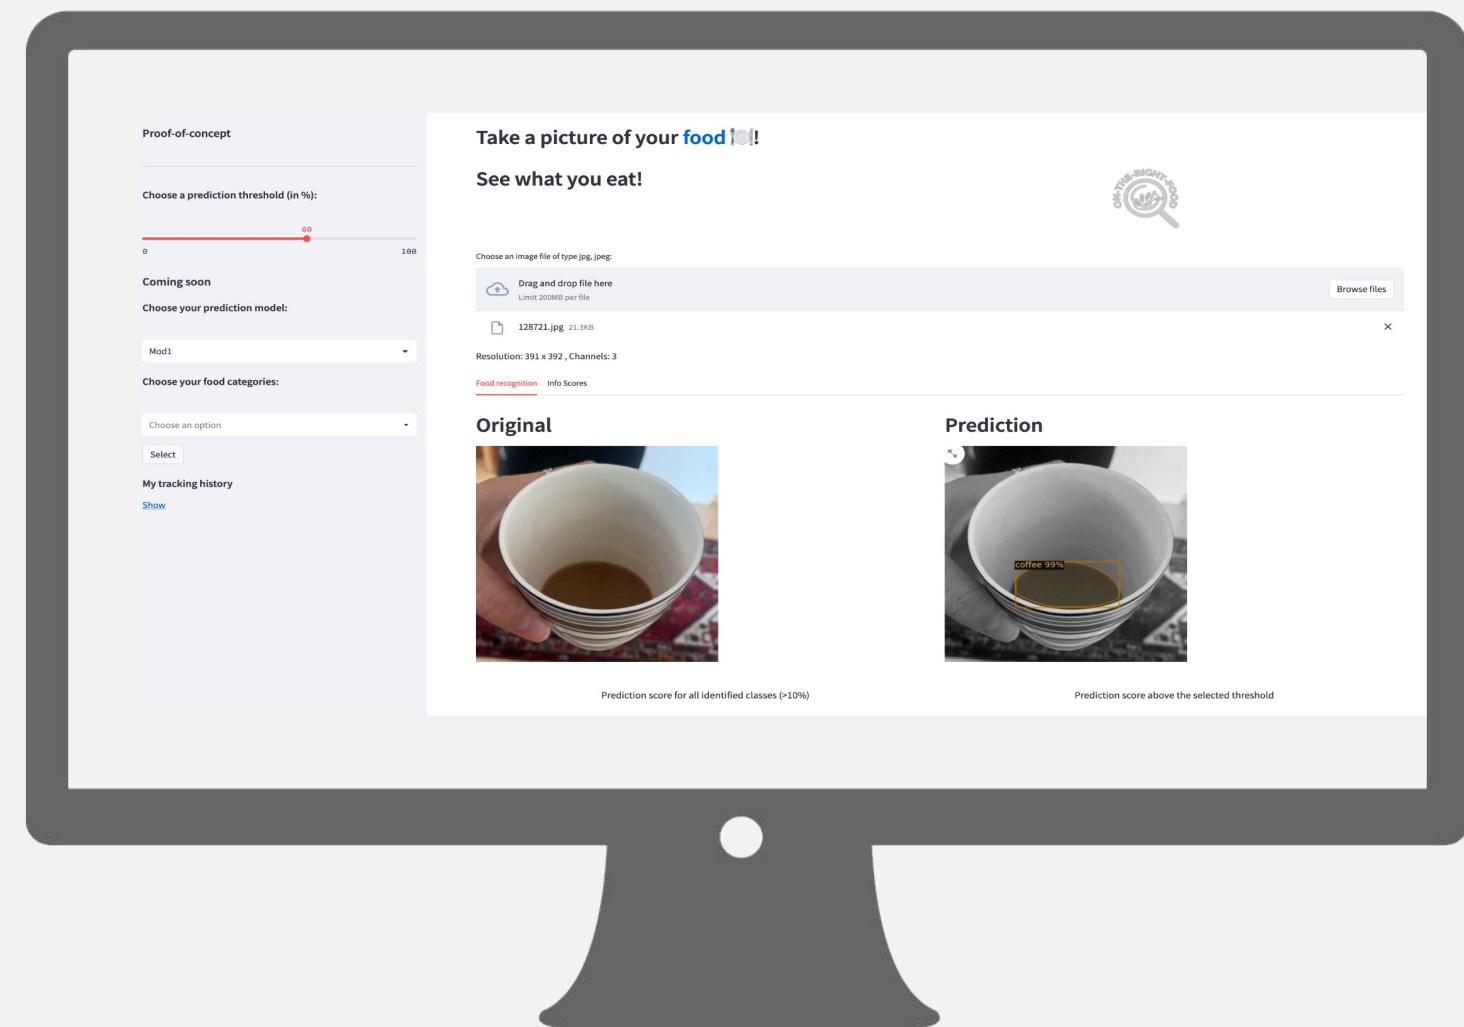 Proof-of-concept
Choose a prediction threshold (in %):
60
0 100
Coming soon
Choose your prediction model:
Mod1
Choose your food categories:
Choose an option
Select
My tracking history
Show
Take a picture of your food 🍽!
See what you eat!
ON-THE-RIGHT-FOOD
Choose an image file of type jpg, jpeg:
Drag and drop file here
Limit 200MB per file
Browse files
128721.jpg 21.3KB
Resolution: 391 x 392 , Channels: 3
Food recognition Info Scores
Original
Prediction
coffee 99%
Prediction score for all identified classes (>10%)
Prediction score above the selected threshold